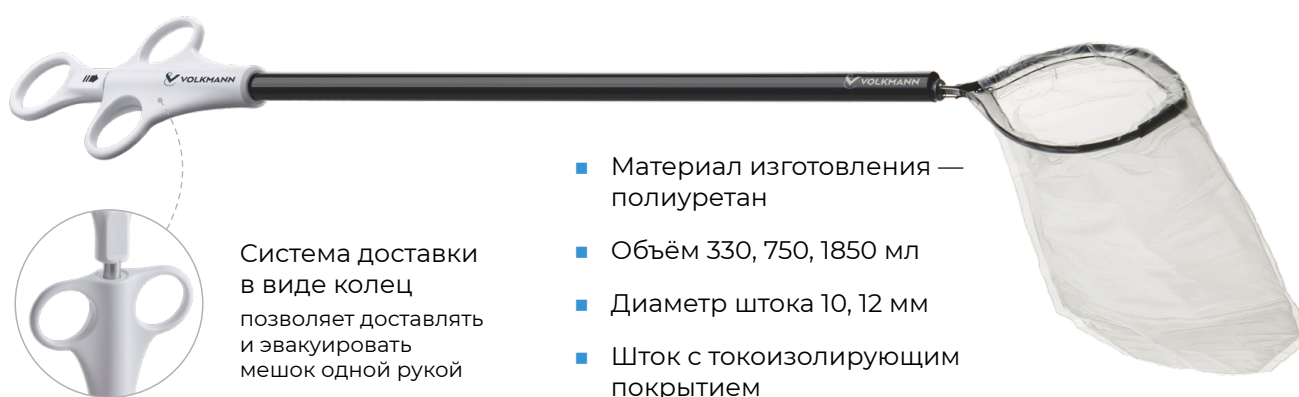 VOLKMANN
VOLKMANN
Материал изготовления —
полиуретан
Объём 330, 750, 1850 мл
Диаметр штока 10, 12 мм
Шток с токоизолирующим
покрытием
Система доставки
в виде колец
позволяет доставлять
и эвакуировать
мешок одной рукой